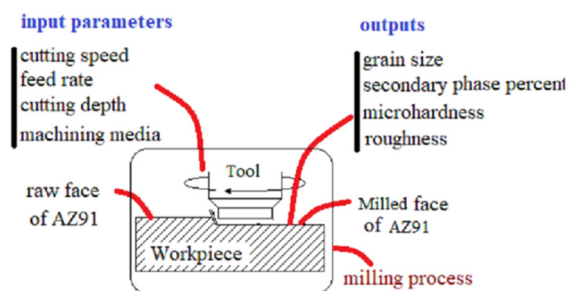 input parameters
cutting speed
feed rate
cutting depth
machining media
outputs
grain size
secondary phase percent
microhardness
roughness
Tool
raw face
of AZ91
Milled face
of AZ91
Workpiece
milling process